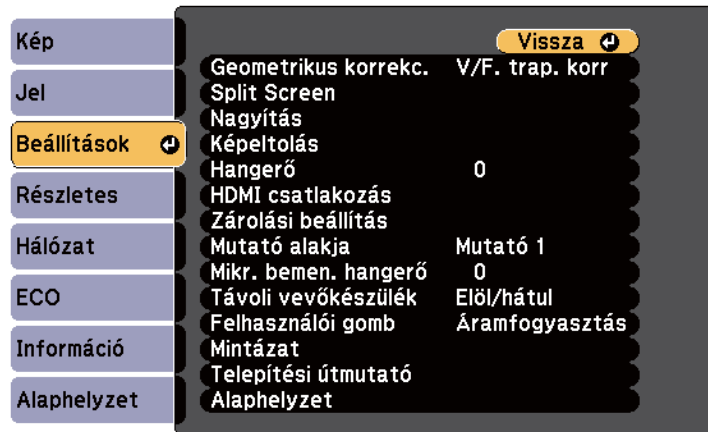 Kép
Jel
Beállítások
Részletes
Hálózat
ECO
Információ
Alaphelyzet
Vissza
Geometrikus korrekc. V/F. trap. korr
Split Screen
Nagyítás
Képeltolás
Hangerő 0
HDMI csatlakozás
Zárolási beállítás
Mutató alakja Mutató 1
Mikr. bemen. hangerő 0
Távoli vevőkészülék Elöl/hátul
Felhasználói gomb Áramfogyasztás
Mintázat
Telepítési útmutató
Alaphelyzet